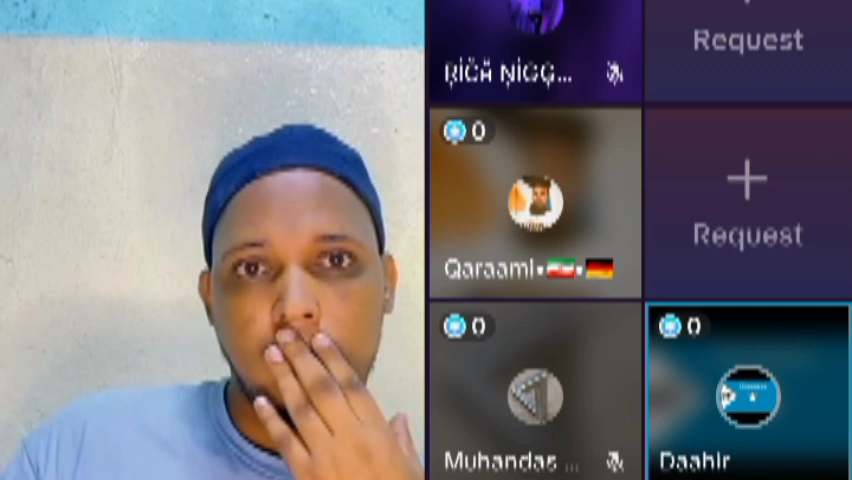 Request
0
Qaraami
Request
0
0
Muhandas ...
Daahir